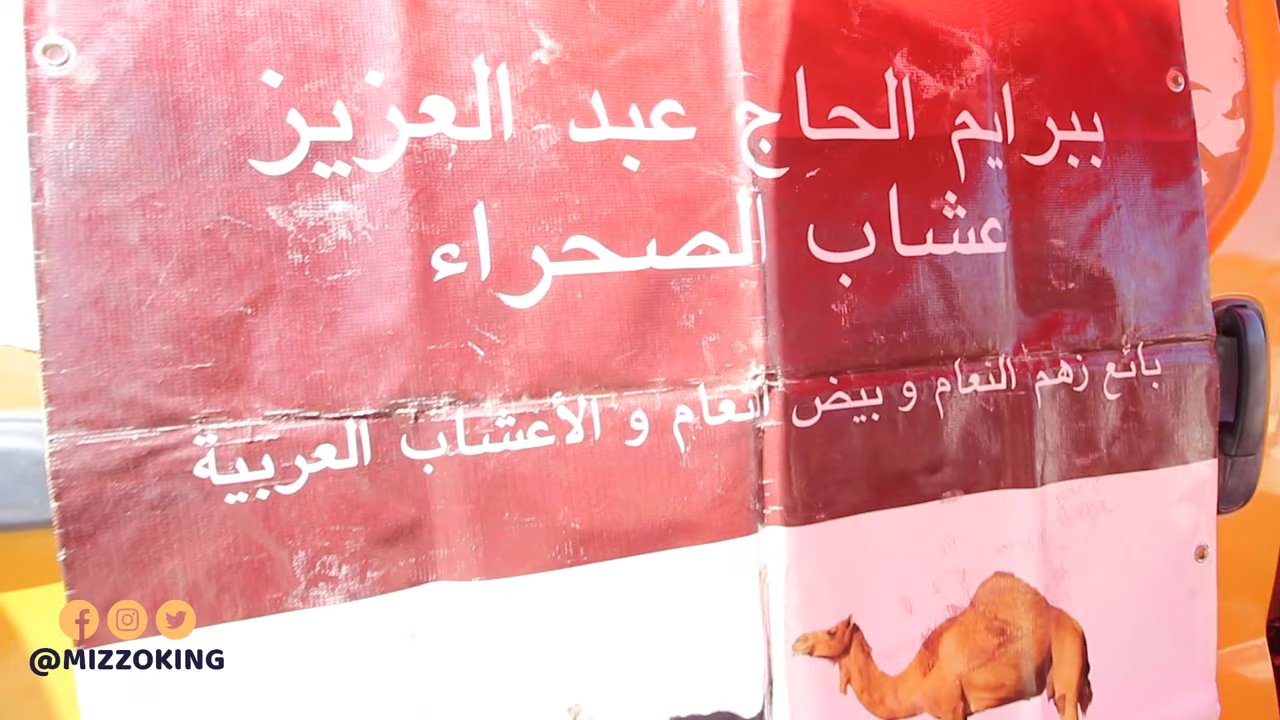 ببرايم الحاج عبد العزيز
عشاب الصحراء
بائع زهم النعام و بيض النعام و الأعشاب العربية
@MIZZOKING